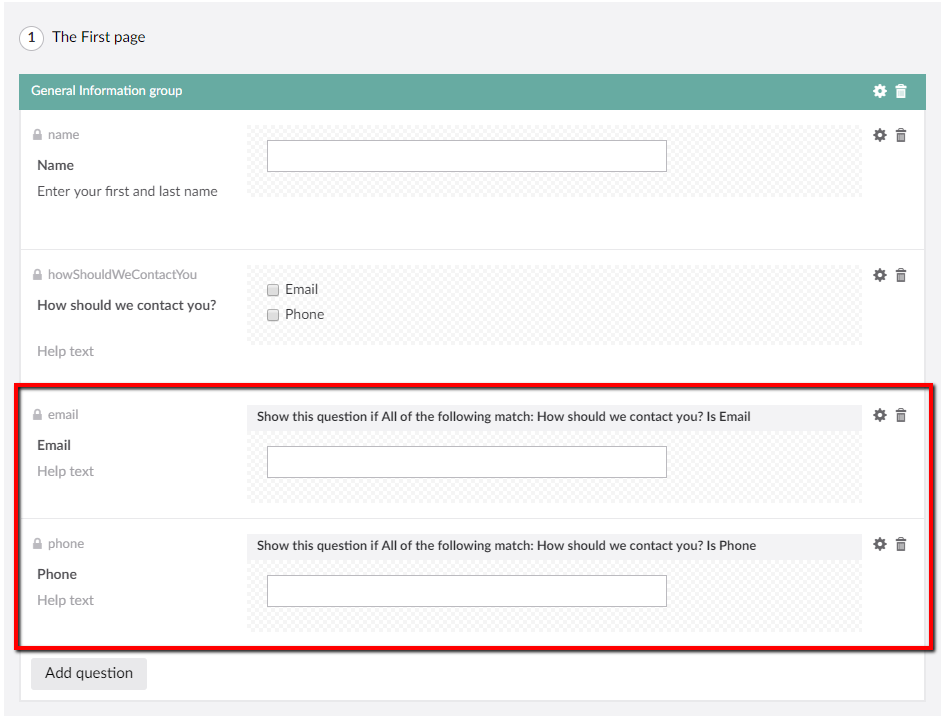 1 The First page
General Information group
name
Name
Enter your first and last name
howShouldWeContactYou
How should we contact you?
Email
Phone
Help text
email
Show this question if All of the following match: How should we contact you? Is Email
Email
Help text
phone
Show this question if All of the following match: How should we contact you? Is Phone
Phone
Help text
Add question